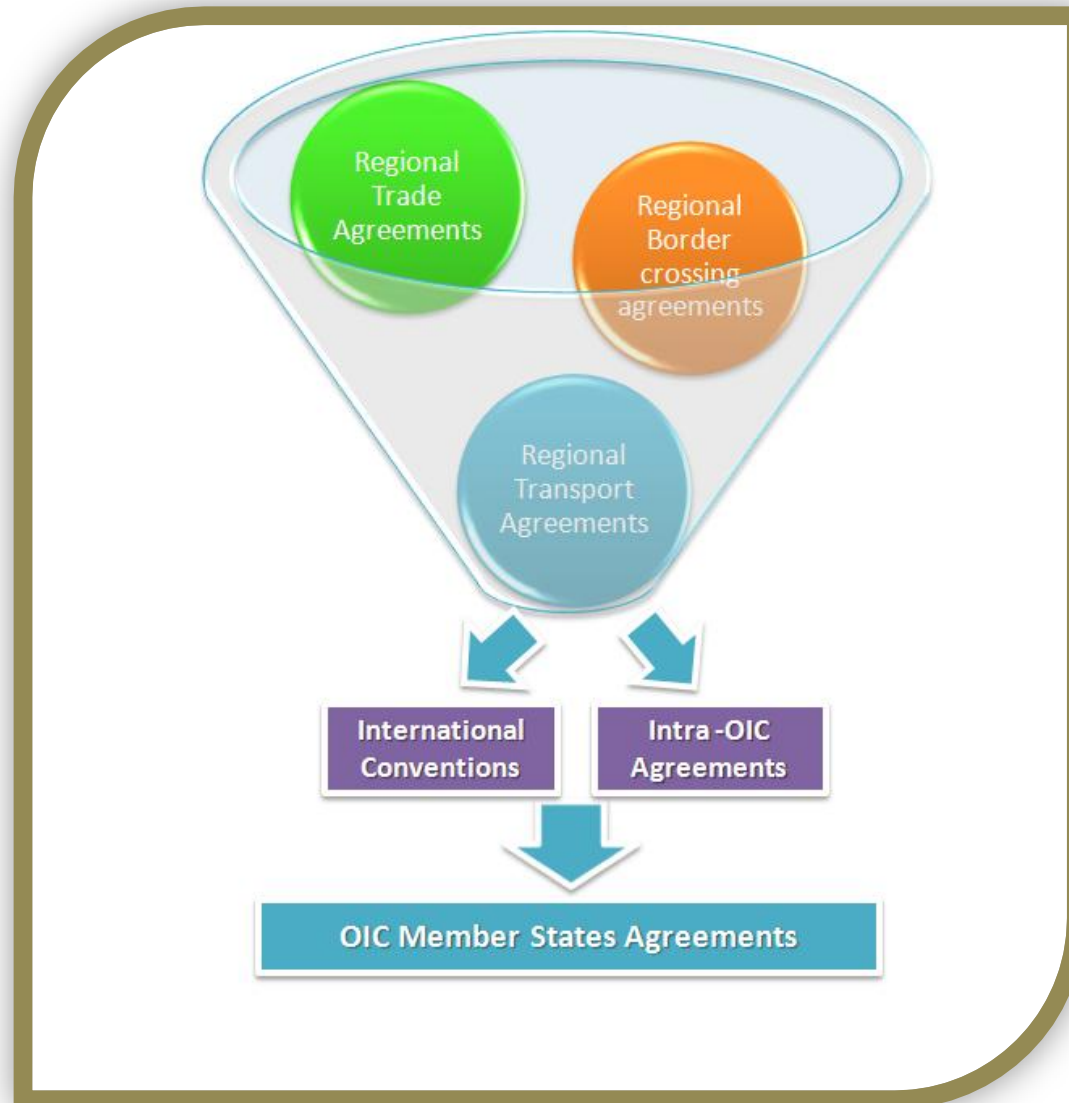 Regional
Trade
Agreements
Regional
Border
crossing
agreements
Regional
Transport
Agreements
International
Conventions
Intra -OIC
Agreements
OIC Member States Agreements